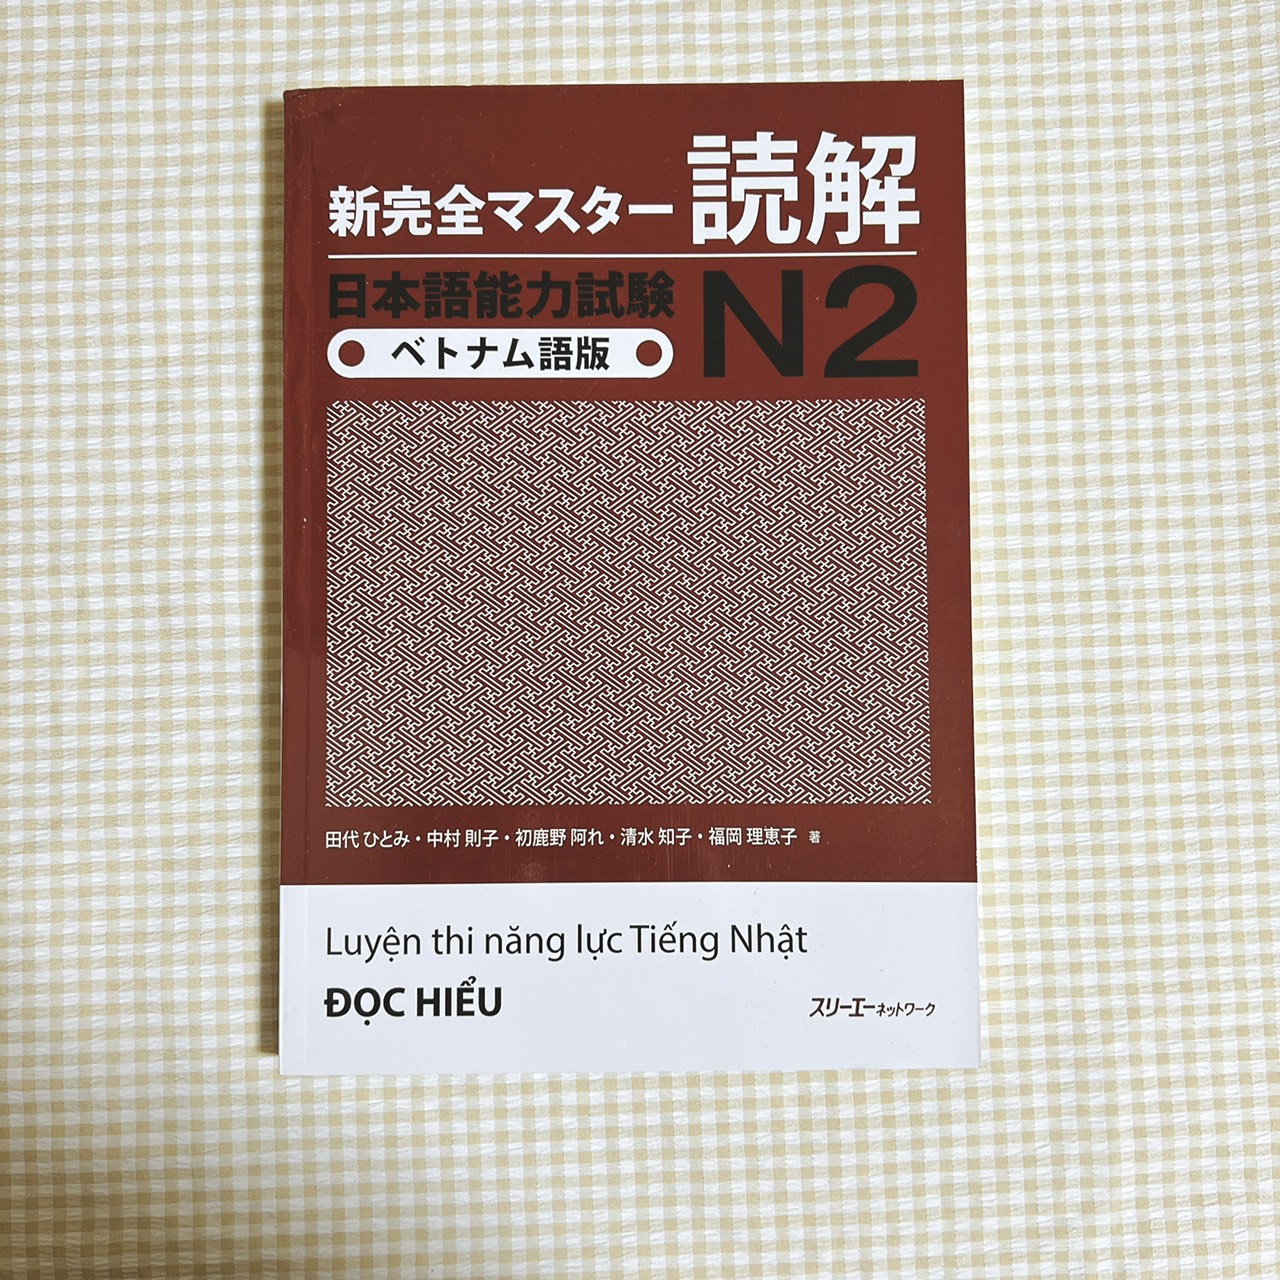 新完全マスター 読解
日本語能力試験 N2
ベトナム語版
田代 ひとみ・中村 則子・初鹿野 阿れ・清水 知子・福岡 理恵子 著
Luyện thi năng lực Tiếng Nhật
ĐỌC HIỂU
スリーエーネットワーク